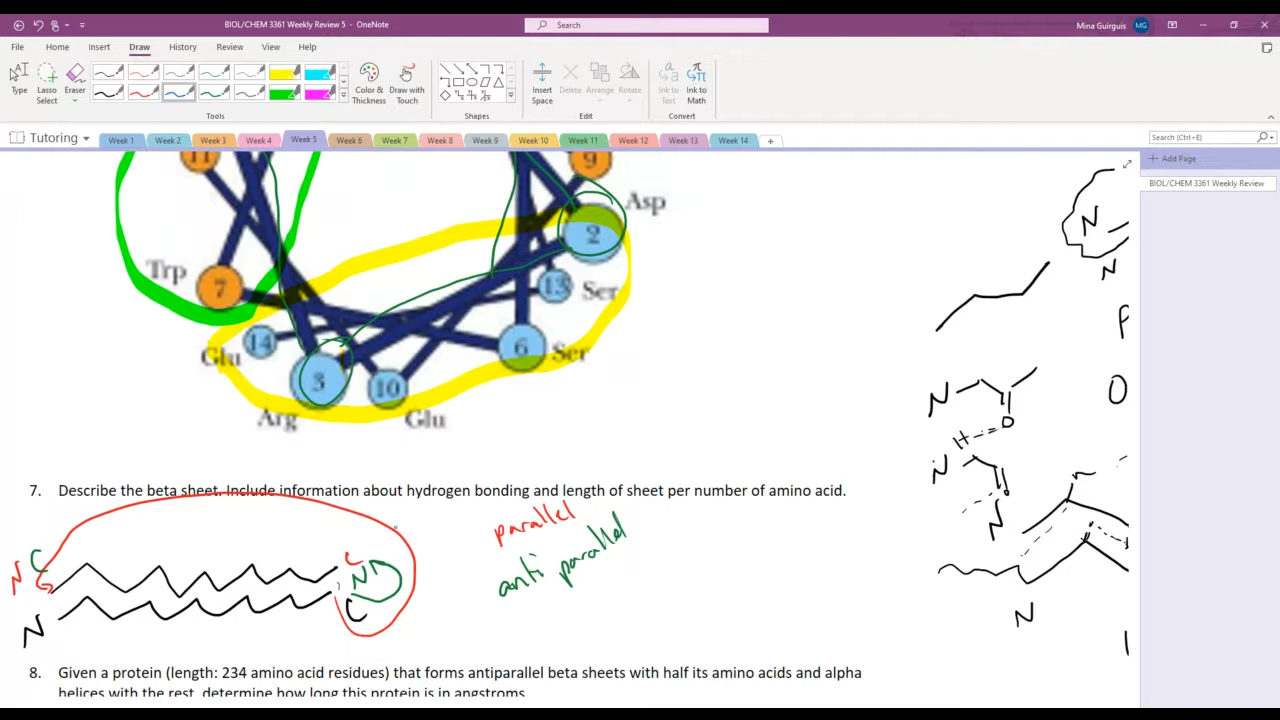 BIOL/CHEM 3361 Weekly Review 5 - OneNote
Search
Mina Guirguis MG
File Home Insert Draw History Review View Help
Type Lasso Select Eraser Color & Thickness Draw with Touch Insert Space Delete Arrange Rotate Ink to Text Ink to Math
Tools Shapes Edit Convert
Tutoring Week 1 Week 2 Week 3 Week 4 Week 5 Week 6 Week 7 Week 8 Week 9 Week 10 Week 11 Week 12 Week 13 Week 14
Search (Ctrl+E)
Add Page
BIOL/CHEM 3361 Weekly Review
11 9
Asp
2
Trp
7
13 Ser
Glu 14
6 Ser
3 10
Arg Glu
N
N
N
O
H
O
N
N
N
7. Describe the beta sheet. Include information about hydrogen bonding and length of sheet per number of amino acid.
parallel
anti parallel
N C
C
N
N
C
8. Given a protein (length: 234 amino acid residues) that forms antiparallel beta sheets with half its amino acids and alpha
helices with the rest, determine how long this protein is in angstroms.